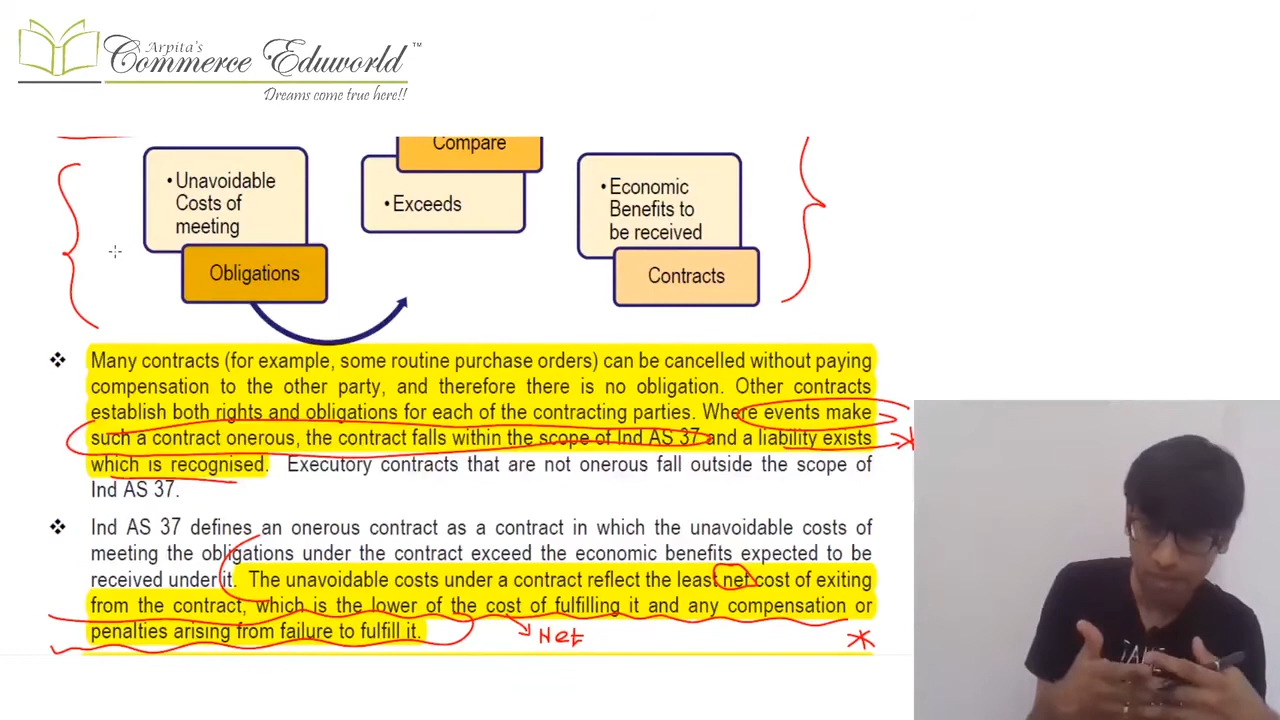 Arpita's
Commerce Eduworld™
Dreams come true here!!
Compare
•Unavoidable
Costs of
meeting
Obligations
•Exceeds
•Economic
Benefits to
be received
Contracts
❖ Many contracts (for example, some routine purchase orders) can be cancelled without paying
compensation to the other party, and therefore there is no obligation. Other contracts
establish both rights and obligations for each of the contracting parties. Where events make
such a contract onerous, the contract falls within the scope of Ind AS 37 and a liability exists
which is recognised. Executory contracts that are not onerous fall outside the scope of
Ind AS 37.
❖ Ind AS 37 defines an onerous contract as a contract in which the unavoidable costs of
meeting the obligations under the contract exceed the economic benefits expected to be
received under it. The unavoidable costs under a contract reflect the least net cost of exiting
from the contract, which is the lower of the cost of fulfilling it and any compensation or
penalties arising from failure to fulfill it.
Net